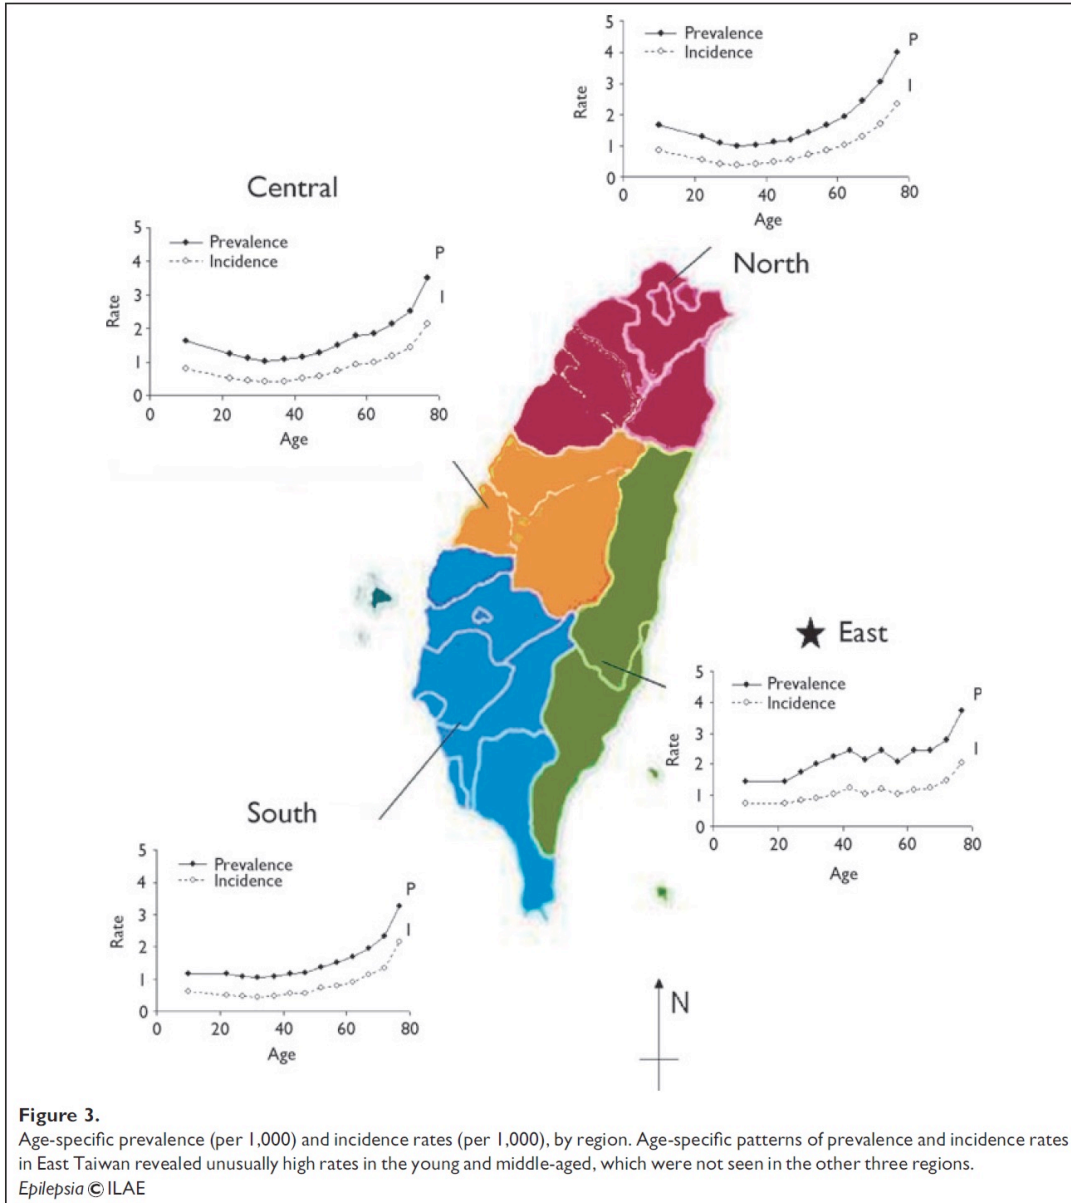 5
4
3
2
1
0
Rate
Prevalence
Incidence
P
I
0 20 40 60 80
Age
North
Central
5
4
3
2
1
0
Rate
Prevalence
Incidence
P
I
0 20 40 60 80
Age
East
5
4
3
2
1
0
Rate
Prevalence
Incidence
P
I
0 20 40 60 80
Age
South
5
4
3
2
1
0
Rate
Prevalence
Incidence
P
I
0 20 40 60 80
Age
N
Figure 3.
Age-specific prevalence (per 1,000) and incidence rates (per 1,000), by region. Age-specific patterns of prevalence and incidence rates
in East Taiwan revealed unusually high rates in the young and middle-aged, which were not seen in the other three regions.
Epilepsia © ILAE